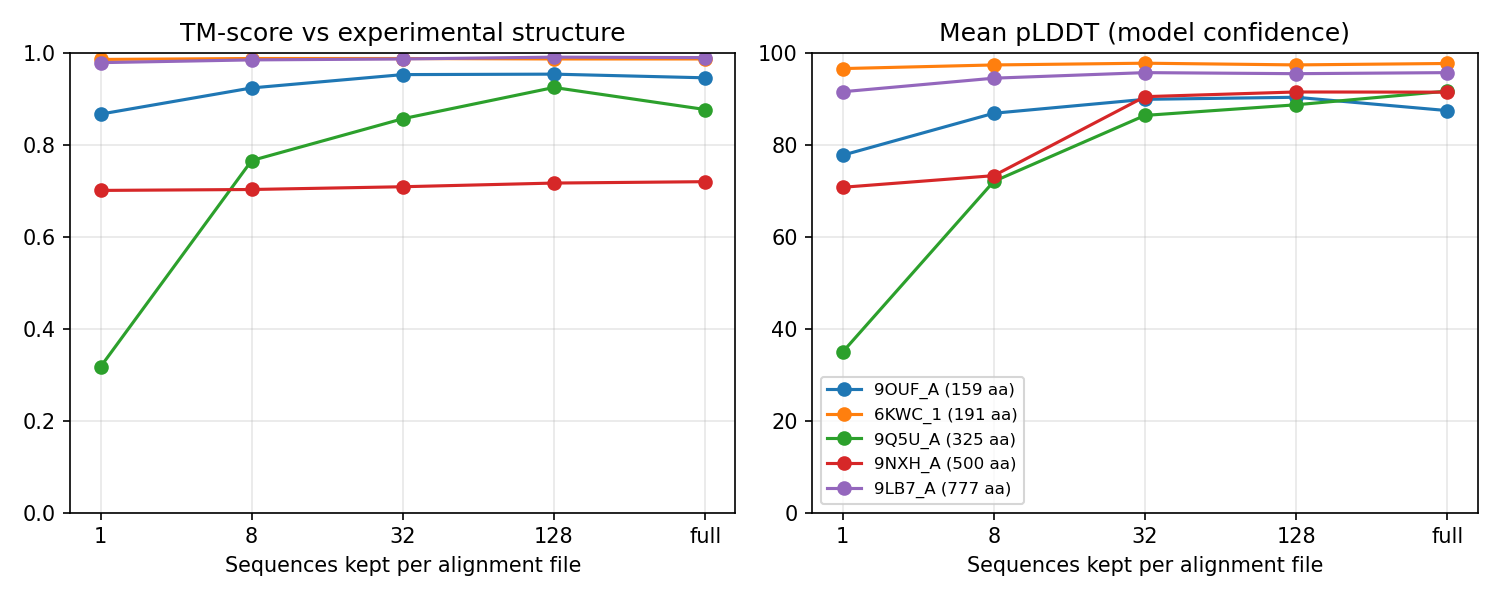 TM-score vs experimental structure
1.0
0.8
0.6
0.4
0.2
0.0
1 8 32 128 full
Sequences kept per alignment file
Mean pLDDT (model confidence)
100
80
60
40
20
0
9OUF_A (159 aa)
6KWC_1 (191 aa)
9Q5U_A (325 aa)
9NXH_A (500 aa)
9LB7_A (777 aa)
1 8 32 128 full
Sequences kept per alignment file